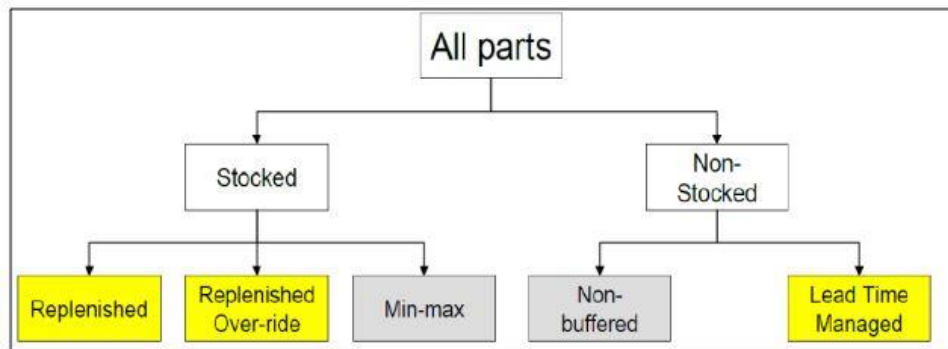 All parts
Stocked
Non-
Stocked
Replenished
Replenished
Over-ride
Min-max
Non-
buffered
Lead Time
Managed